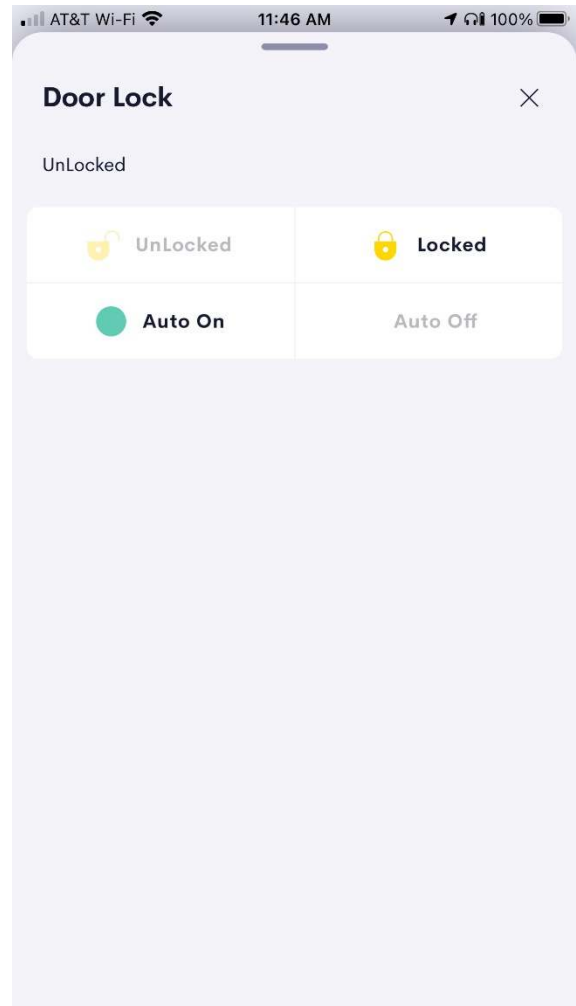 AT&T Wi-Fi 11:46 AM 100%
Door Lock
UnLocked
UnLocked Locked
Auto On Auto Off